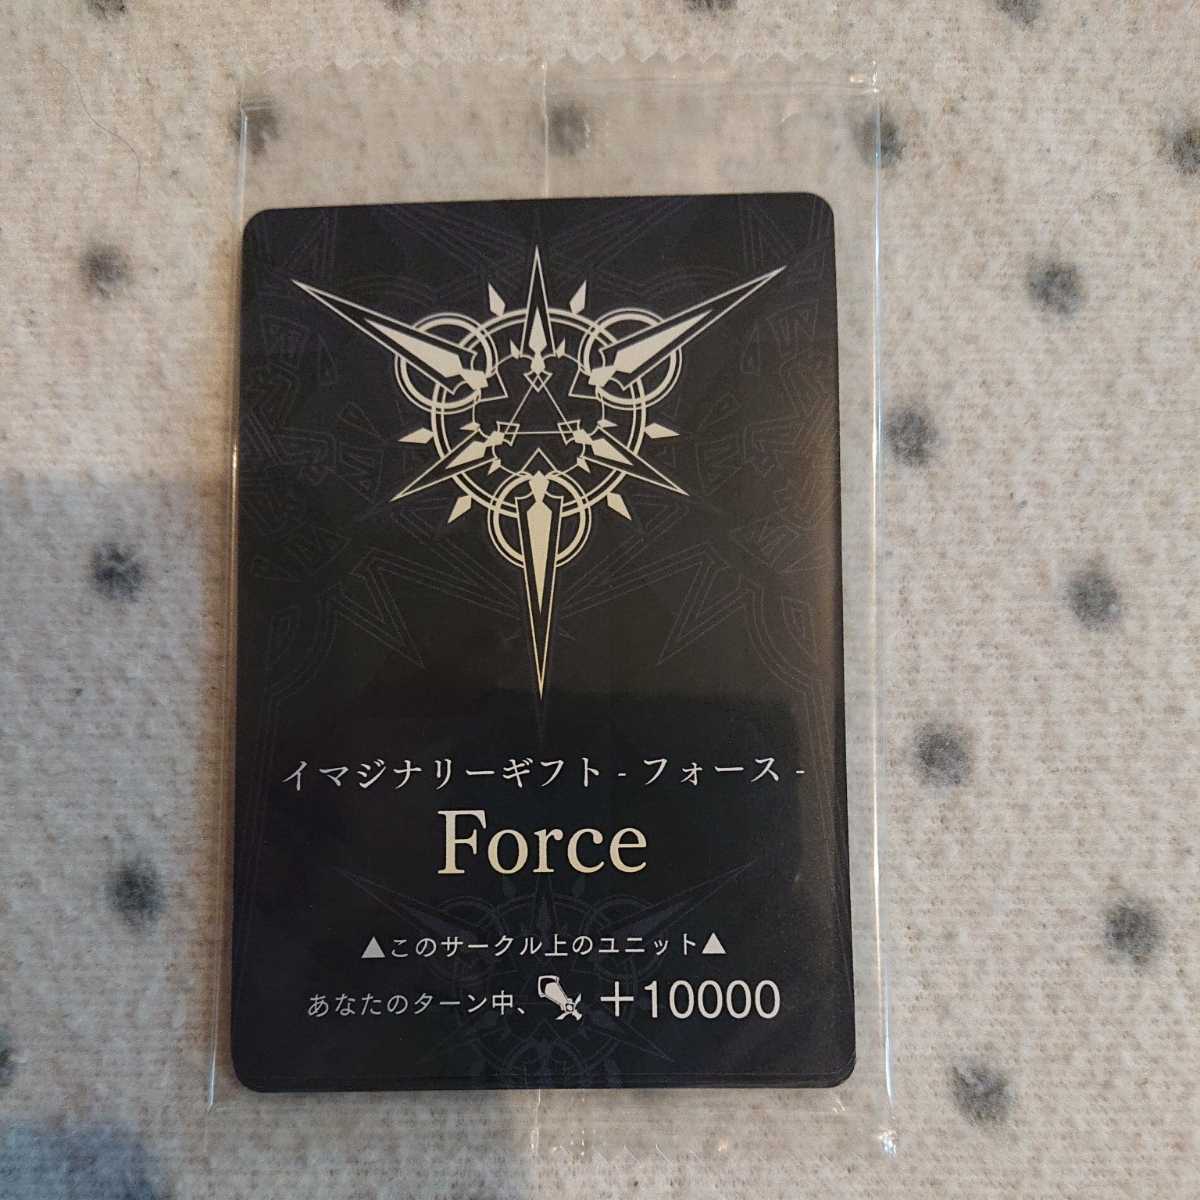 イマジナリーギフト - フォース -
Force
▲このサークル上のユニット▲
あなたのターン中、 +10000